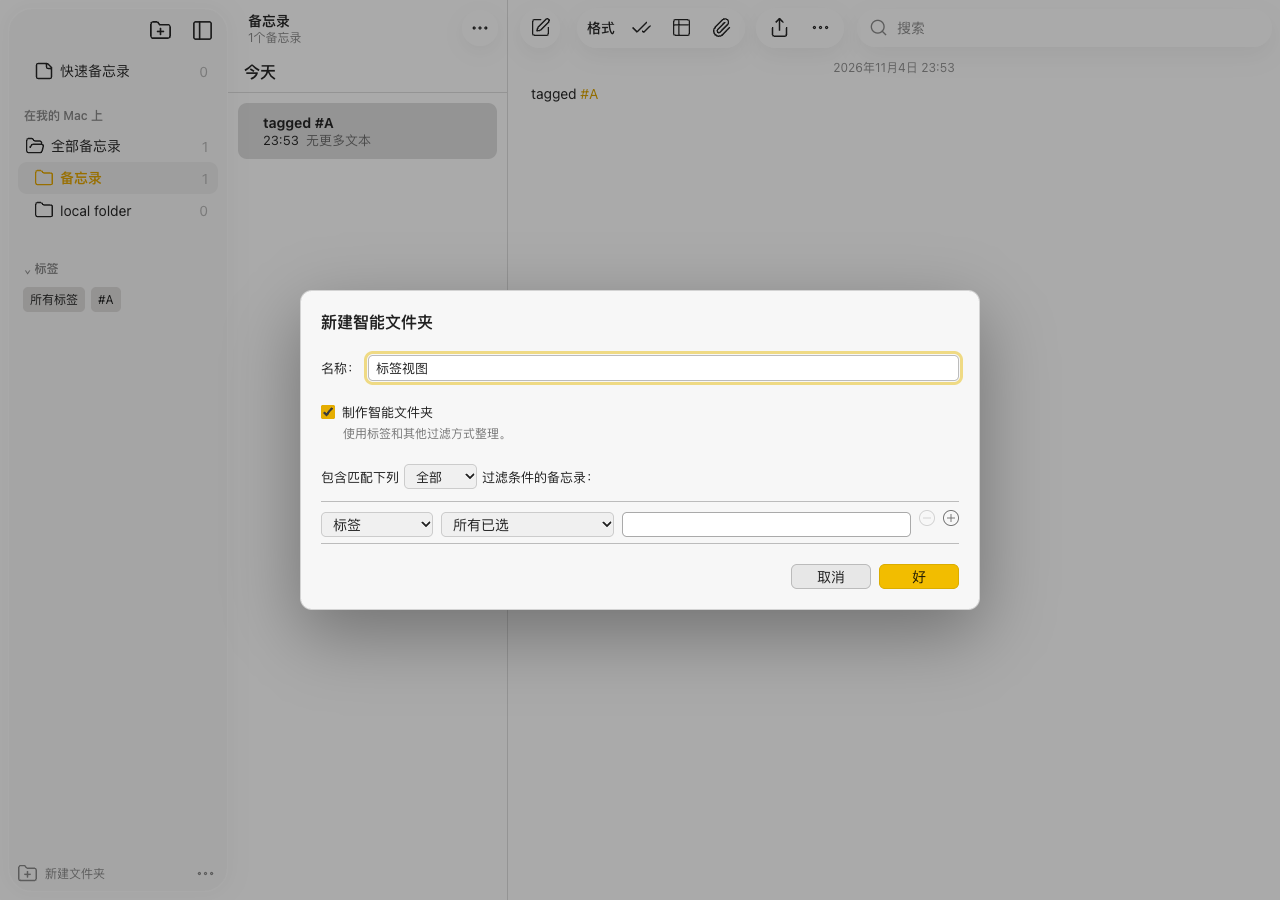 快速备忘录 0
在我的 Mac 上
全部备忘录 1
备忘录 1
local folder 0
标签
所有标签 #A
新建文件夹
备忘录
1个备忘录
今天
tagged #A
23:53 无更多文本
格式
搜索
2026年11月4日 23:53
tagged #A
新建智能文件夹
名称： 标签视图
制作智能文件夹
使用标签和其他过滤方式整理。
包含匹配下列 全部 过滤条件的备忘录：
标签 所有已选
取消 好